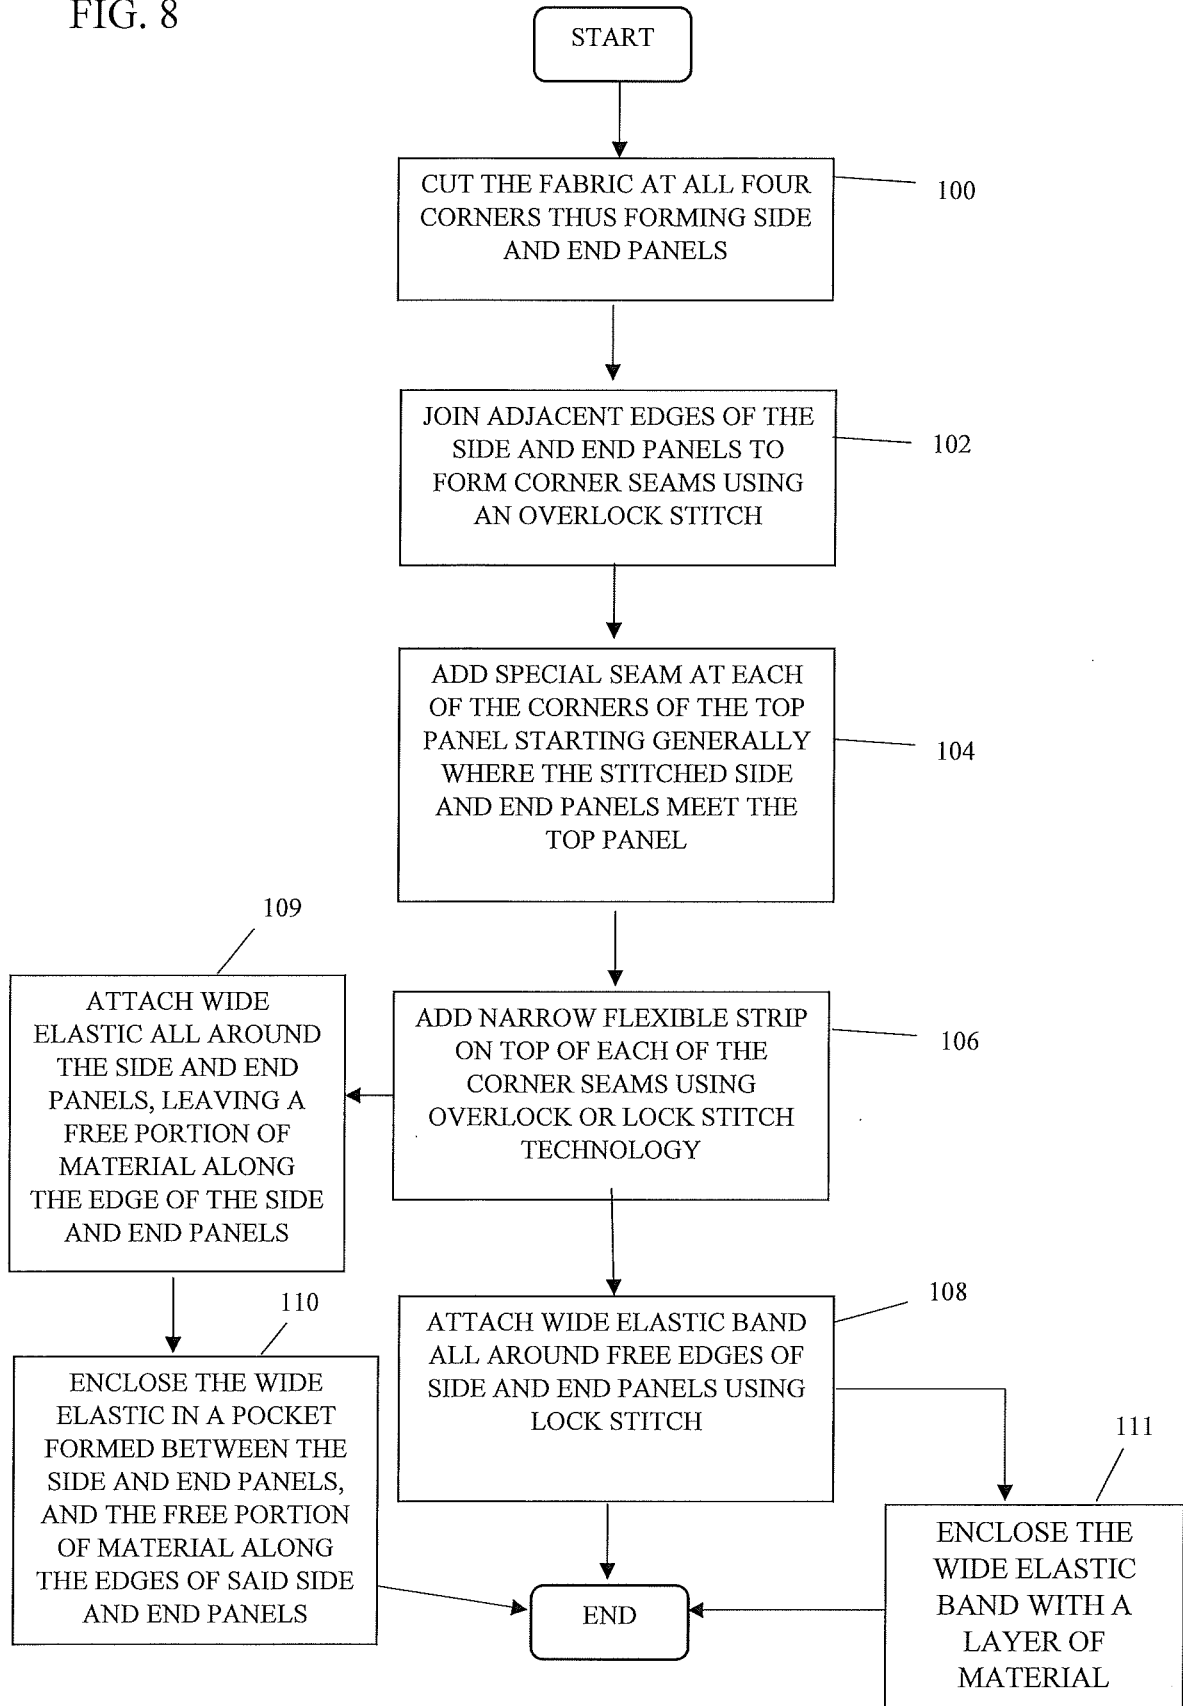 FIG. 8
START
CUT THE FABRIC AT ALL FOUR
CORNERS THUS FORMING SIDE
AND END PANELS
100
JOIN ADJACENT EDGES OF THE
SIDE AND END PANELS TO
FORM CORNER SEAMS USING
AN OVERLOCK STITCH
102
ADD SPECIAL SEAM AT EACH
OF THE CORNERS OF THE TOP
PANEL STARTING GENERALLY
WHERE THE STITCHED SIDE
AND END PANELS MEET THE
TOP PANEL
104
109
ATTACH WIDE
ELASTIC ALL AROUND
THE SIDE AND END
PANELS, LEAVING A
FREE PORTION OF
MATERIAL ALONG
THE EDGE OF THE SIDE
AND END PANELS
ADD NARROW FLEXIBLE STRIP
ON TOP OF EACH OF THE
CORNER SEAMS USING
OVERLOCK OR LOCK STITCH
TECHNOLOGY
106
110
ENCLOSE THE WIDE
ELASTIC IN A POCKET
FORMED BETWEEN THE
SIDE AND END PANELS,
AND THE FREE PORTION
OF MATERIAL ALONG
THE EDGES OF SAID SIDE
AND END PANELS
ATTACH WIDE ELASTIC BAND
ALL AROUND FREE EDGES OF
SIDE AND END PANELS USING
LOCK STITCH
108
111
ENCLOSE THE
WIDE ELASTIC
BAND WITH A
LAYER OF
MATERIAL
END